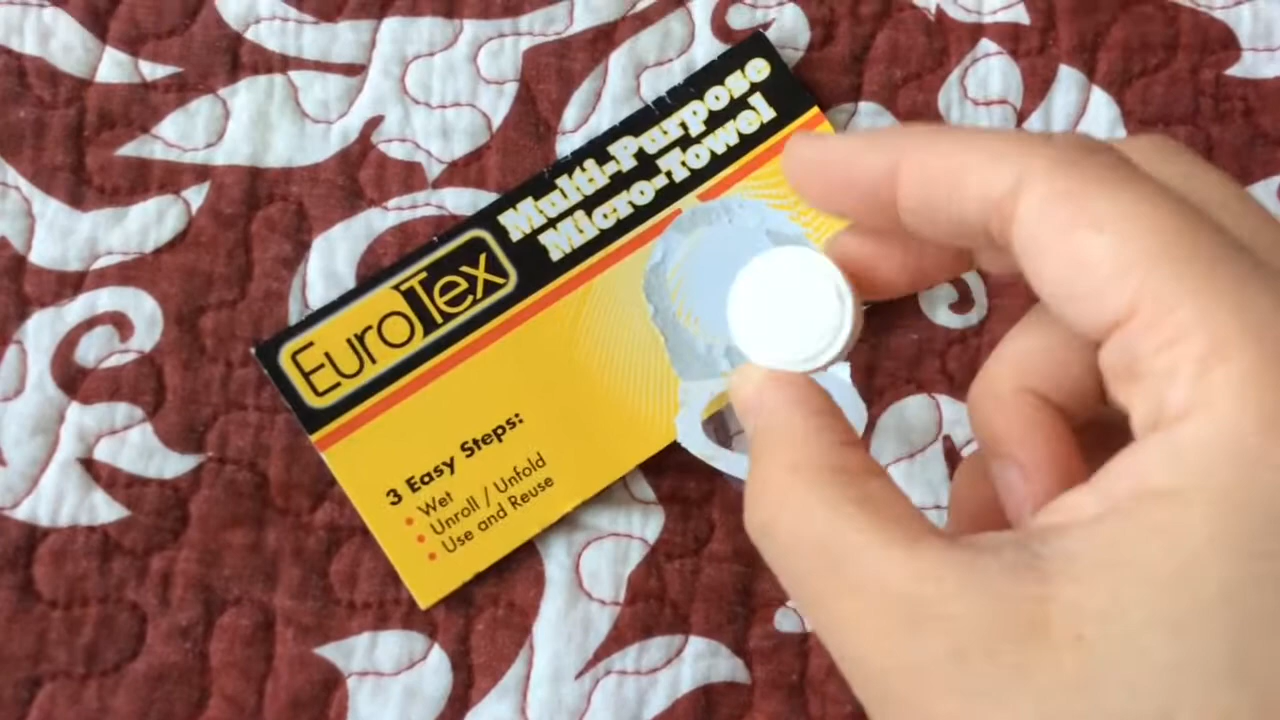 Multi-Purpose
Micro-Towel
EuroTex
3 Easy Steps:
• Wet
• Unroll / Unfold
• Use and Reuse